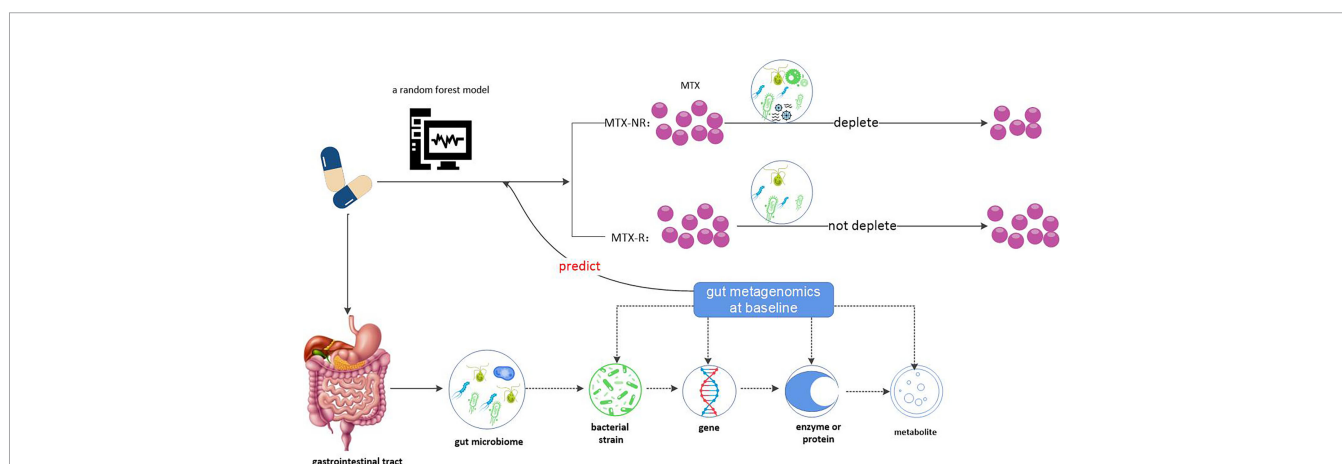 a random forest model
MTX
MTX-NR:
deplete
MTX-R:
not deplete
predict
gut metagenomics
at baseline
gastrointestinal tract
gut microbiome
bacterial
strain
gene
enzyme or
protein
metabolite